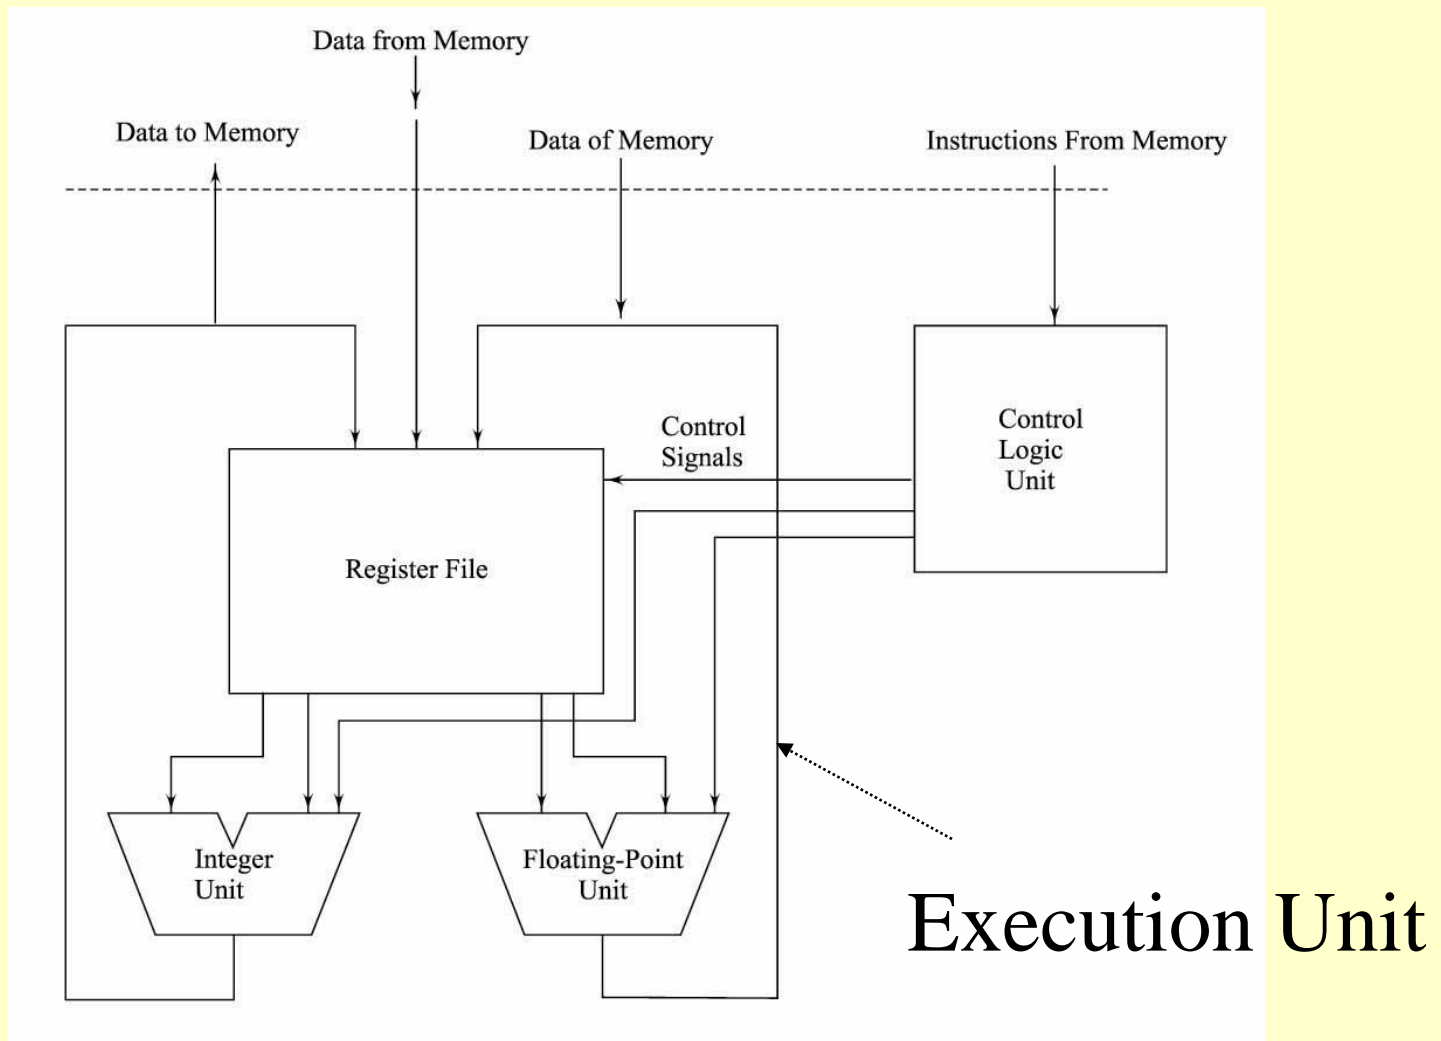 Data from Memory
Data to Memory
Data of Memory
Instructions From Memory
Control
Signals
Control
Logic
Unit
Register File
Integer
Unit
Floating-Point
Unit
Execution Unit